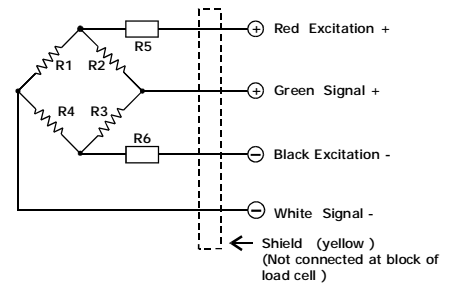 R5
Red Excitation +
R1
R2
Green Signal +
R4
R3
R6
Black Excitation -
White Signal -
Shield (yellow )
(Not connected at block of
load cell )